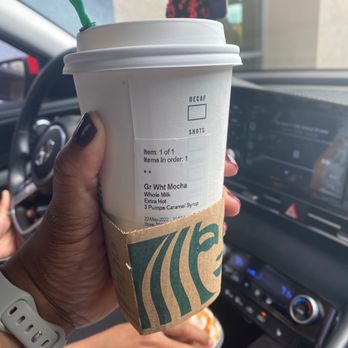 DECAF
SHOTS
Item: 1 of 1
Items in order: 1
**
Gr Wht Mocha
Whole Milk
Extra Hot
3 Pumps Caramel Syrup